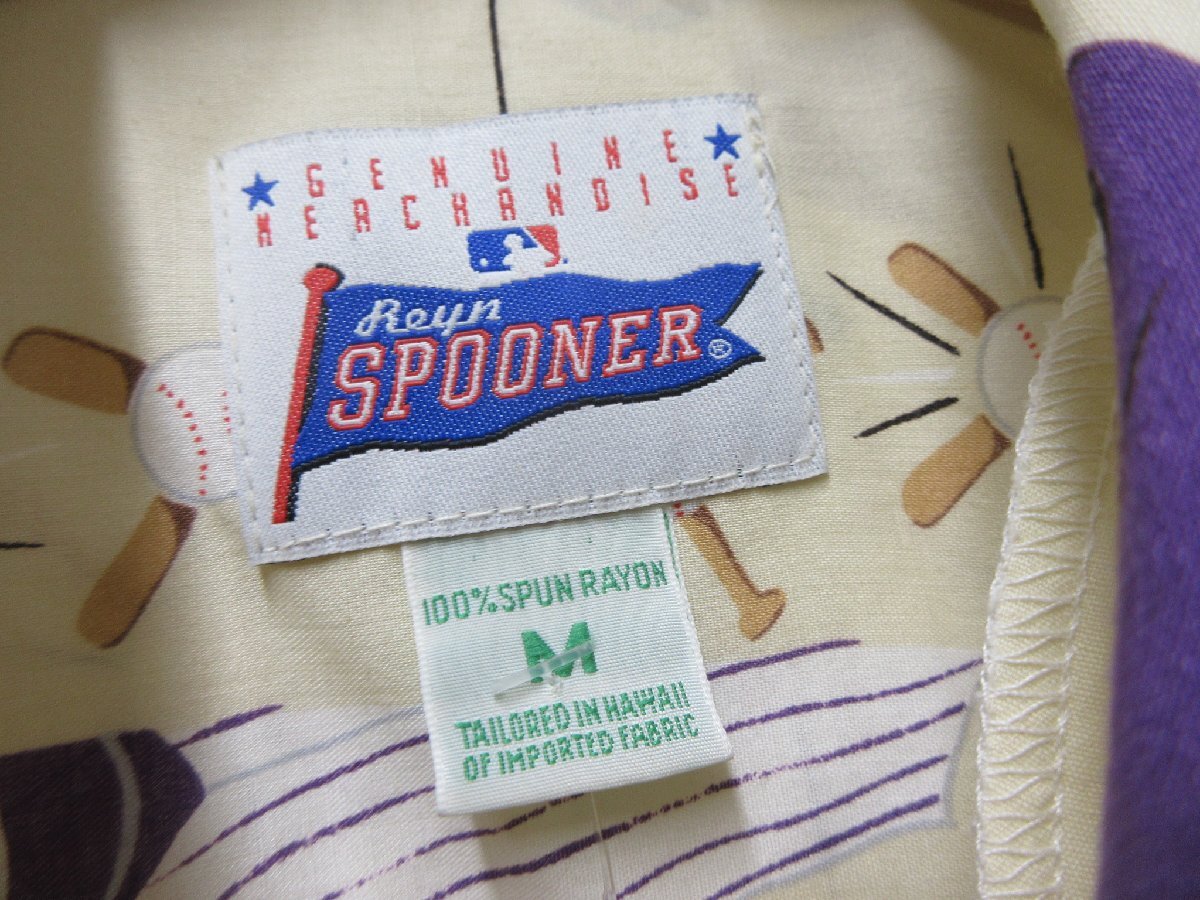 GENUINE
MERCHANDISE
Reyn
SPOONER®
100% SPUN RAYON
M
TAILORED IN HAWAII
OF IMPORTED FABRIC